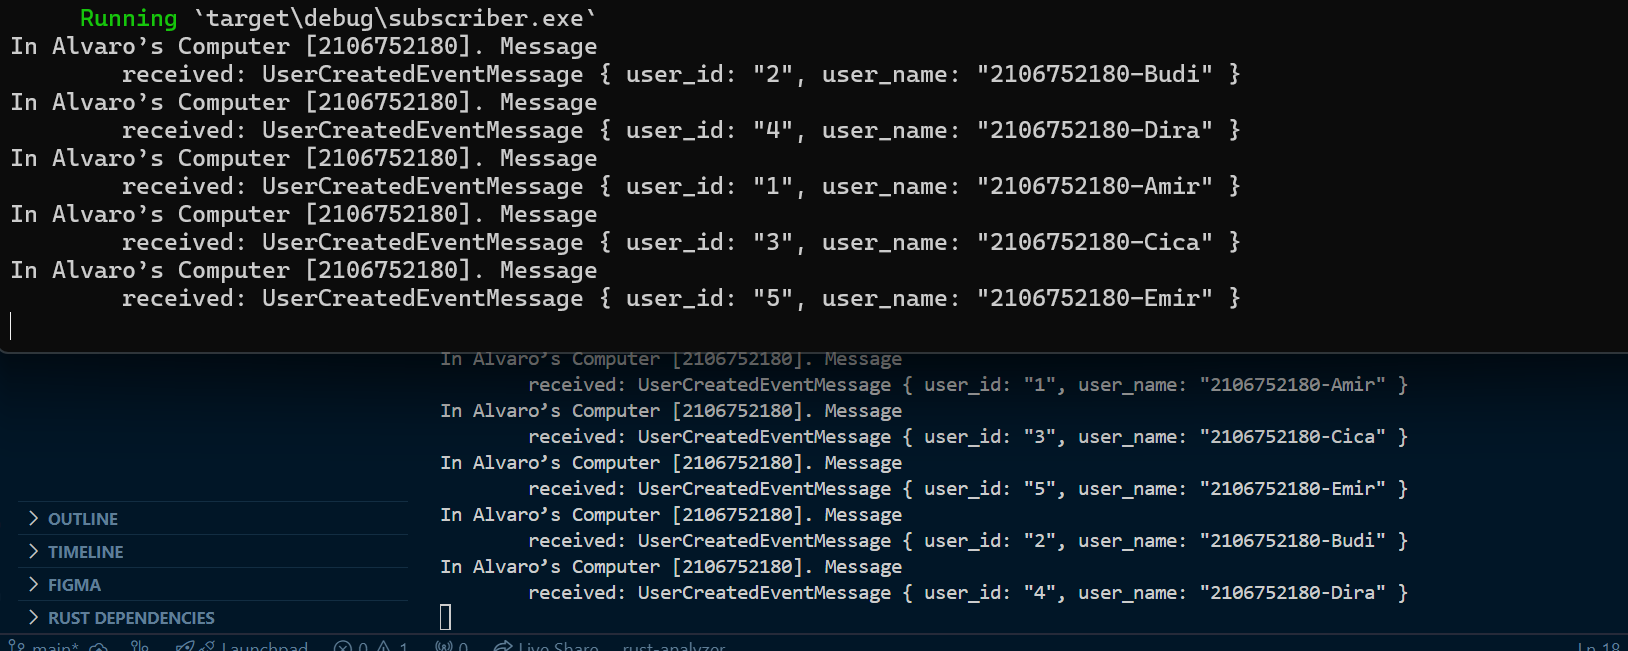 Running `target\debug\subscriber.exe`
In Alvaro’s Computer [2106752180]. Message
received: UserCreatedEventMessage { user_id: "2", user_name: "2106752180-Budi" }
In Alvaro’s Computer [2106752180]. Message
received: UserCreatedEventMessage { user_id: "4", user_name: "2106752180-Dira" }
In Alvaro’s Computer [2106752180]. Message
received: UserCreatedEventMessage { user_id: "1", user_name: "2106752180-Amir" }
In Alvaro’s Computer [2106752180]. Message
received: UserCreatedEventMessage { user_id: "3", user_name: "2106752180-Cica" }
In Alvaro’s Computer [2106752180]. Message
received: UserCreatedEventMessage { user_id: "5", user_name: "2106752180-Emir" }
In Alvaro’s Computer [2106752180]. Message
received: UserCreatedEventMessage { user_id: "1", user_name: "2106752180-Amir" }
In Alvaro’s Computer [2106752180]. Message
received: UserCreatedEventMessage { user_id: "3", user_name: "2106752180-Cica" }
In Alvaro’s Computer [2106752180]. Message
received: UserCreatedEventMessage { user_id: "5", user_name: "2106752180-Emir" }
In Alvaro’s Computer [2106752180]. Message
received: UserCreatedEventMessage { user_id: "2", user_name: "2106752180-Budi" }
In Alvaro’s Computer [2106752180]. Message
received: UserCreatedEventMessage { user_id: "4", user_name: "2106752180-Dira" }
OUTLINE
TIMELINE
FIGMA
RUST DEPENDENCIES
main* Launchpad 0 1 0 Live Share rust-analyzer Ln 18